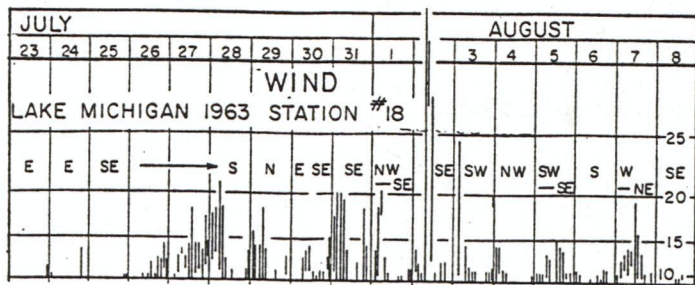 JULY AUGUST
23 24 25 26 27 28 29 30 31 1 3 4 5 6 7 8
WIND
LAKE MICHIGAN 1963 STATION #18
25
E E SE S N E SE SE NW SE SE SW NW SW SE S W NE SE
20
15
10